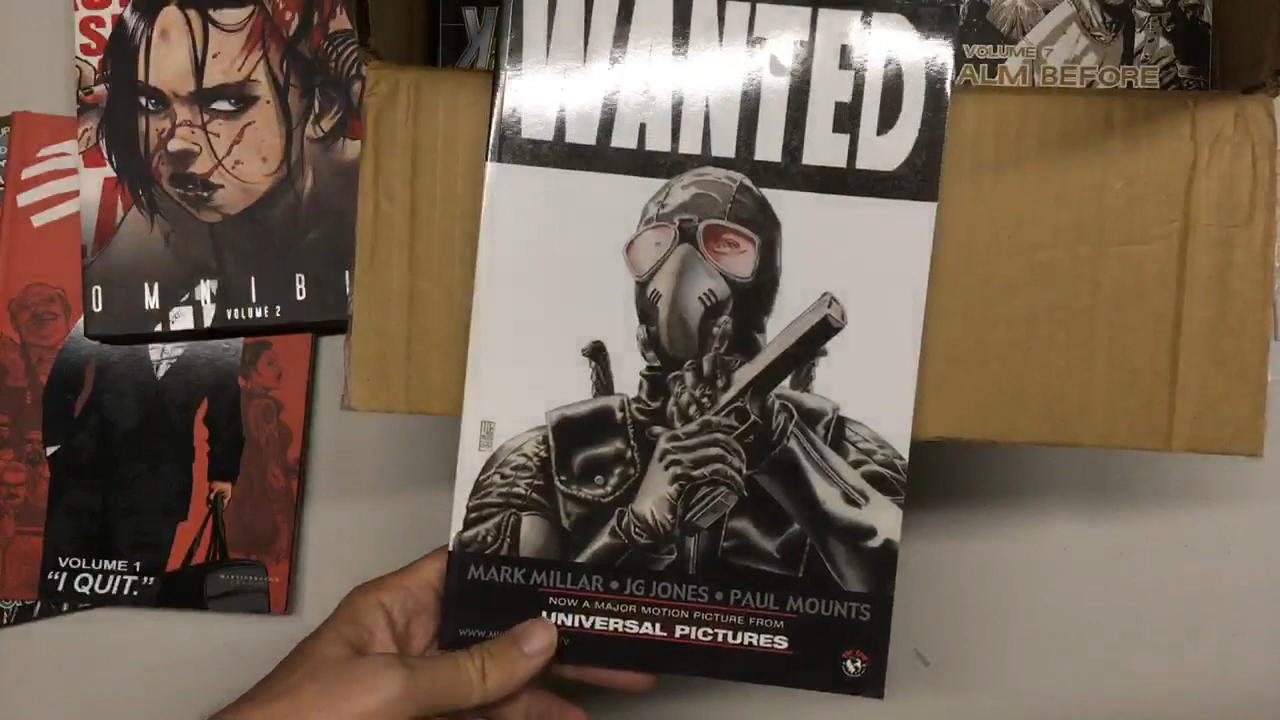 WANTED
MARK MILLAR • JG JONES • PAUL MOUNTS
NOW A MAJOR MOTION PICTURE FROM
UNIVERSAL PICTURES
VOLUME 7
ALM BEFORE
OMNIB
VOLUME 2
VOLUME 1
“I QUIT.”